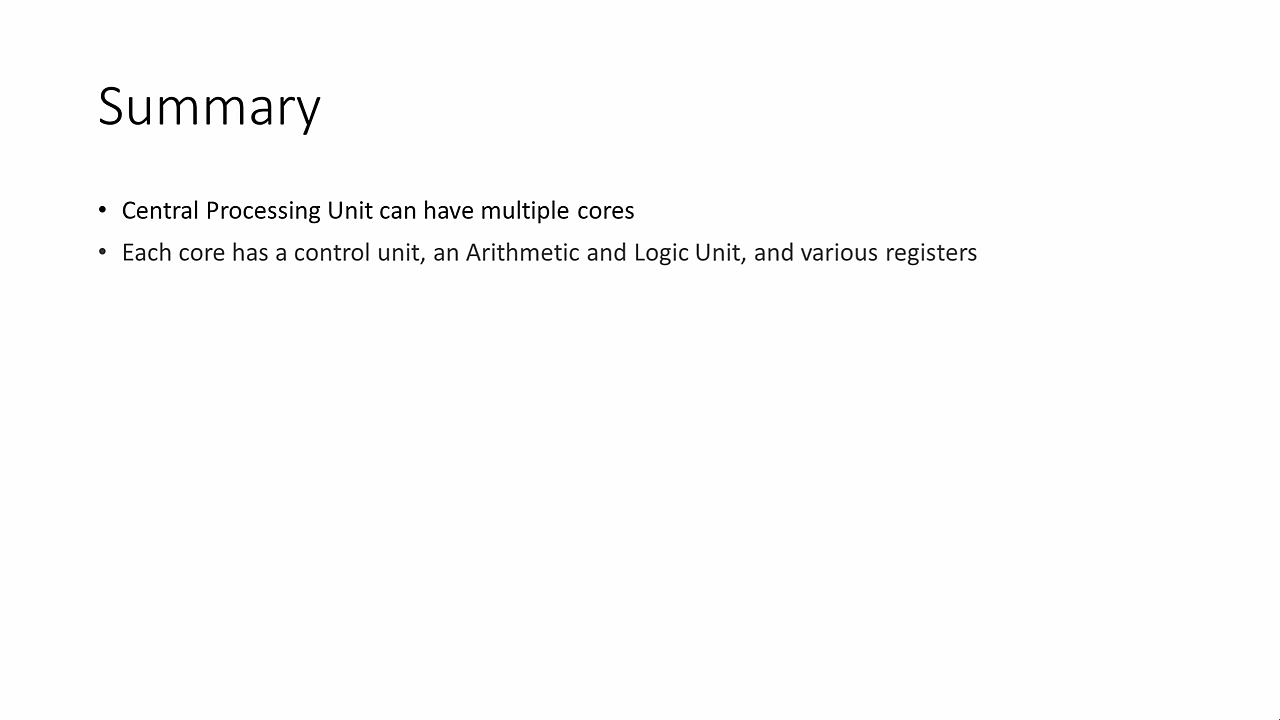 Summary
• Central Processing Unit can have multiple cores
• Each core has a control unit, an Arithmetic and Logic Unit, and various registers